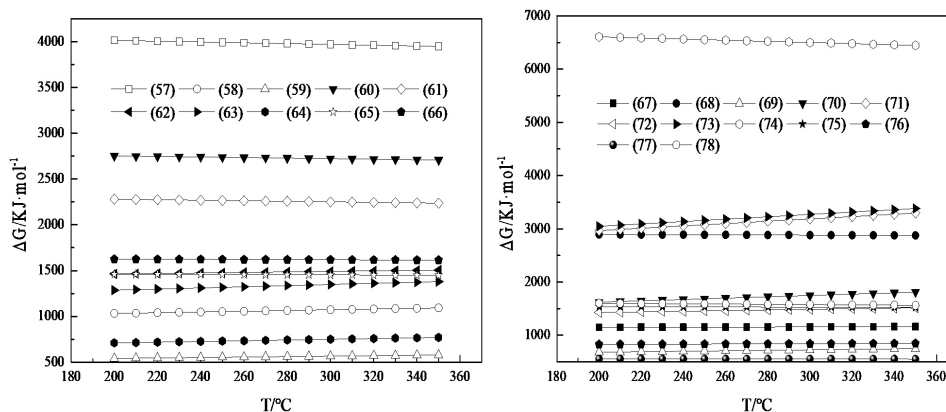 4000
3500
3000
2500
2250
2000
1500
1000
500
(57) (58) (59) (60) (61)
(62) (63) (64) (65) (66)
180 200 220 240 260 280 300 320 340 360
T/°C
ΔG/KJ·mol⁻¹
7000
6000
5000
4000
3000
2000
1000
(67) (68) (69) (70) (71)
(72) (73) (74) (75) (76)
(77) (78)
180 200 220 240 260 280 300 320 340 360
T/°C
ΔG/KJ·mol⁻¹